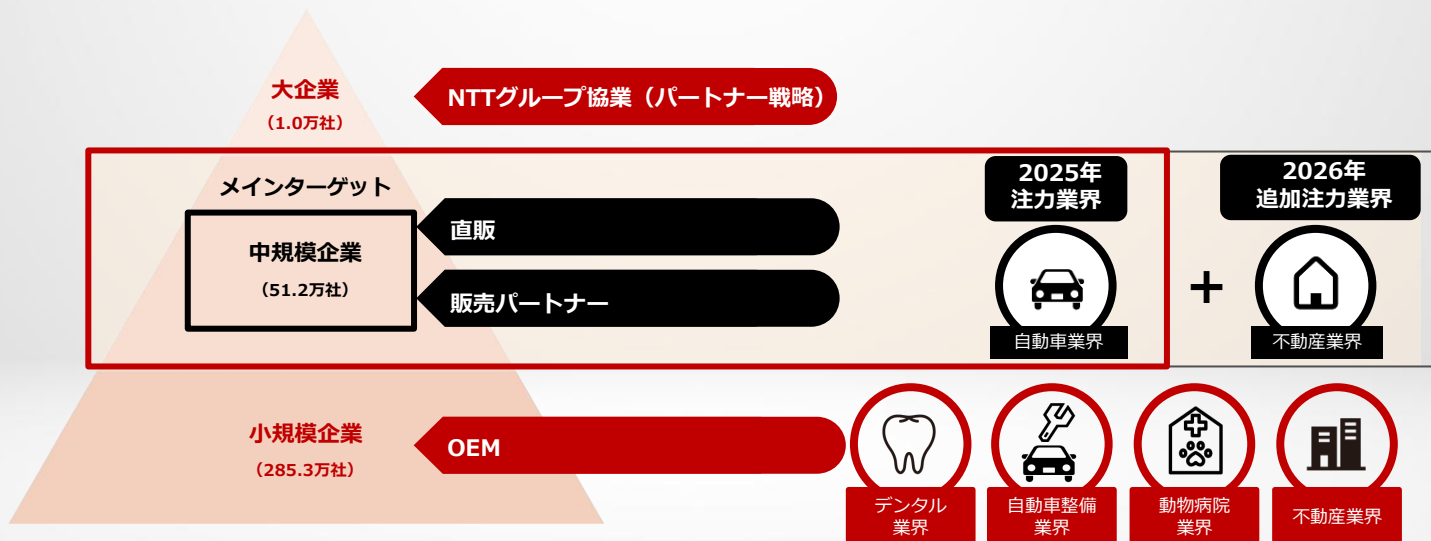 大企業
（1.0万社）
NTTグループ協業（パートナー戦略）
メインターゲット
中規模企業
（51.2万社）
直販
販売パートナー
2025年
注力業界
自動車業界
+
2026年
追加注力業界
不動産業界
小規模企業
（285.3万社）
OEM
デンタル
業界
自動車整備
業界
動物病院
業界
不動産業界